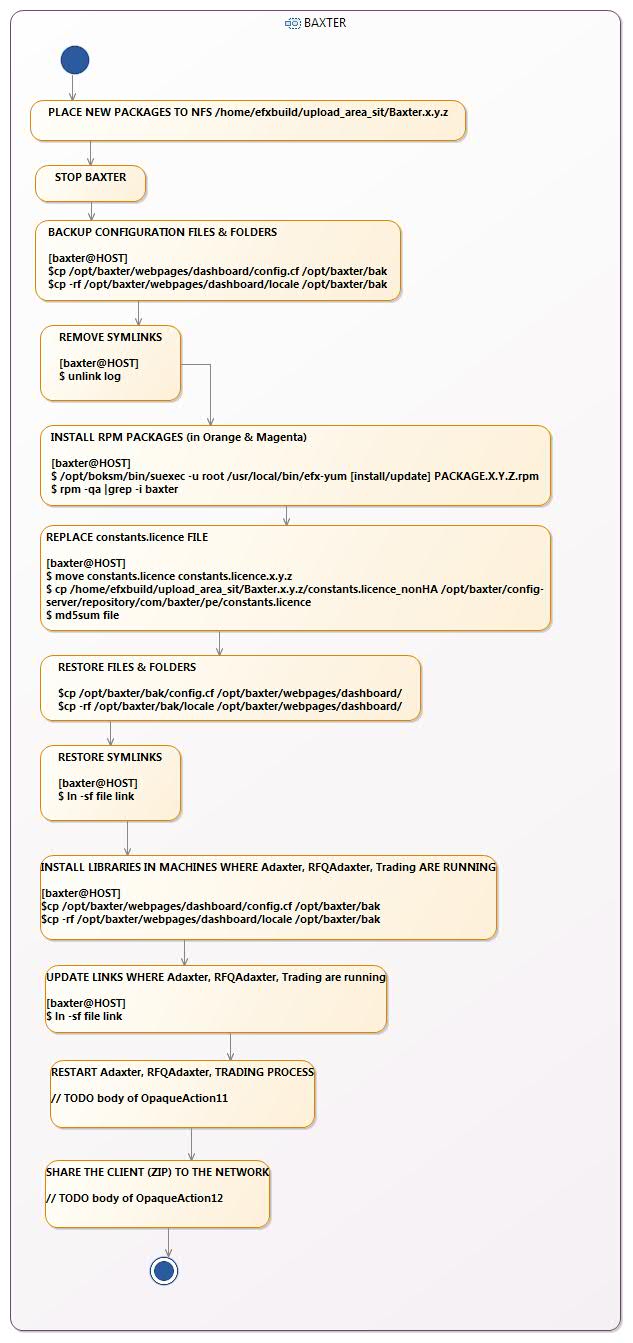 BAXTER
PLACE NEW PACKAGES TO NFS /home/efxbuild/upload_area_sit/Baxter.x.y.z
STOP BAXTER
BACKUP CONFIGURATION FILES & FOLDERS
[baxter@HOST]
$cp /opt/baxter/webpages/dashboard/config.cf /opt/baxter/bak
$cp -rf /opt/baxter/webpages/dashboard/locale /opt/baxter/bak
REMOVE SYMLINKS
[baxter@HOST]
$ unlink log
INSTALL RPM PACKAGES (in Orange & Magenta)
[baxter@HOST]
$ /opt/boksm/bin/suexec -u root /usr/local/bin/efx-yum [install/update] PACKAGE.X.Y.Z.rpm
$ rpm -qa |grep -i baxter
REPLACE constants.licence FILE
[baxter@HOST]
$ move constants.licence constants.licence.x.y.z
$ cp /home/efxbuild/upload_area_sit/Baxter.x.y.z/constants.licence_nonHA /opt/baxter/config-
server/repository/com/baxter/pe/constants.licence
$ md5sum file
RESTORE FILES & FOLDERS
$cp /opt/baxter/bak/config.cf /opt/baxter/webpages/dashboard/
$cp -rf /opt/baxter/bak/locale /opt/baxter/webpages/dashboard/
RESTORE SYMLINKS
[baxter@HOST]
$ ln -sf file link
INSTALL LIBRARIES IN MACHINES WHERE Adaxter, RFQAdaxter, Trading ARE RUNNING
[baxter@HOST]
$cp /opt/baxter/webpages/dashboard/config.cf /opt/baxter/bak
$cp -rf /opt/baxter/webpages/dashboard/locale /opt/baxter/bak
UPDATE LINKS WHERE Adaxter, RFQAdaxter, Trading are running
[baxter@HOST]
$ ln -sf file link
RESTART Adaxter, RFQAdaxter, TRADING PROCESS
// TODO body of OpaqueAction11
SHARE THE CLIENT (ZIP) TO THE NETWORK
// TODO body of OpaqueAction12